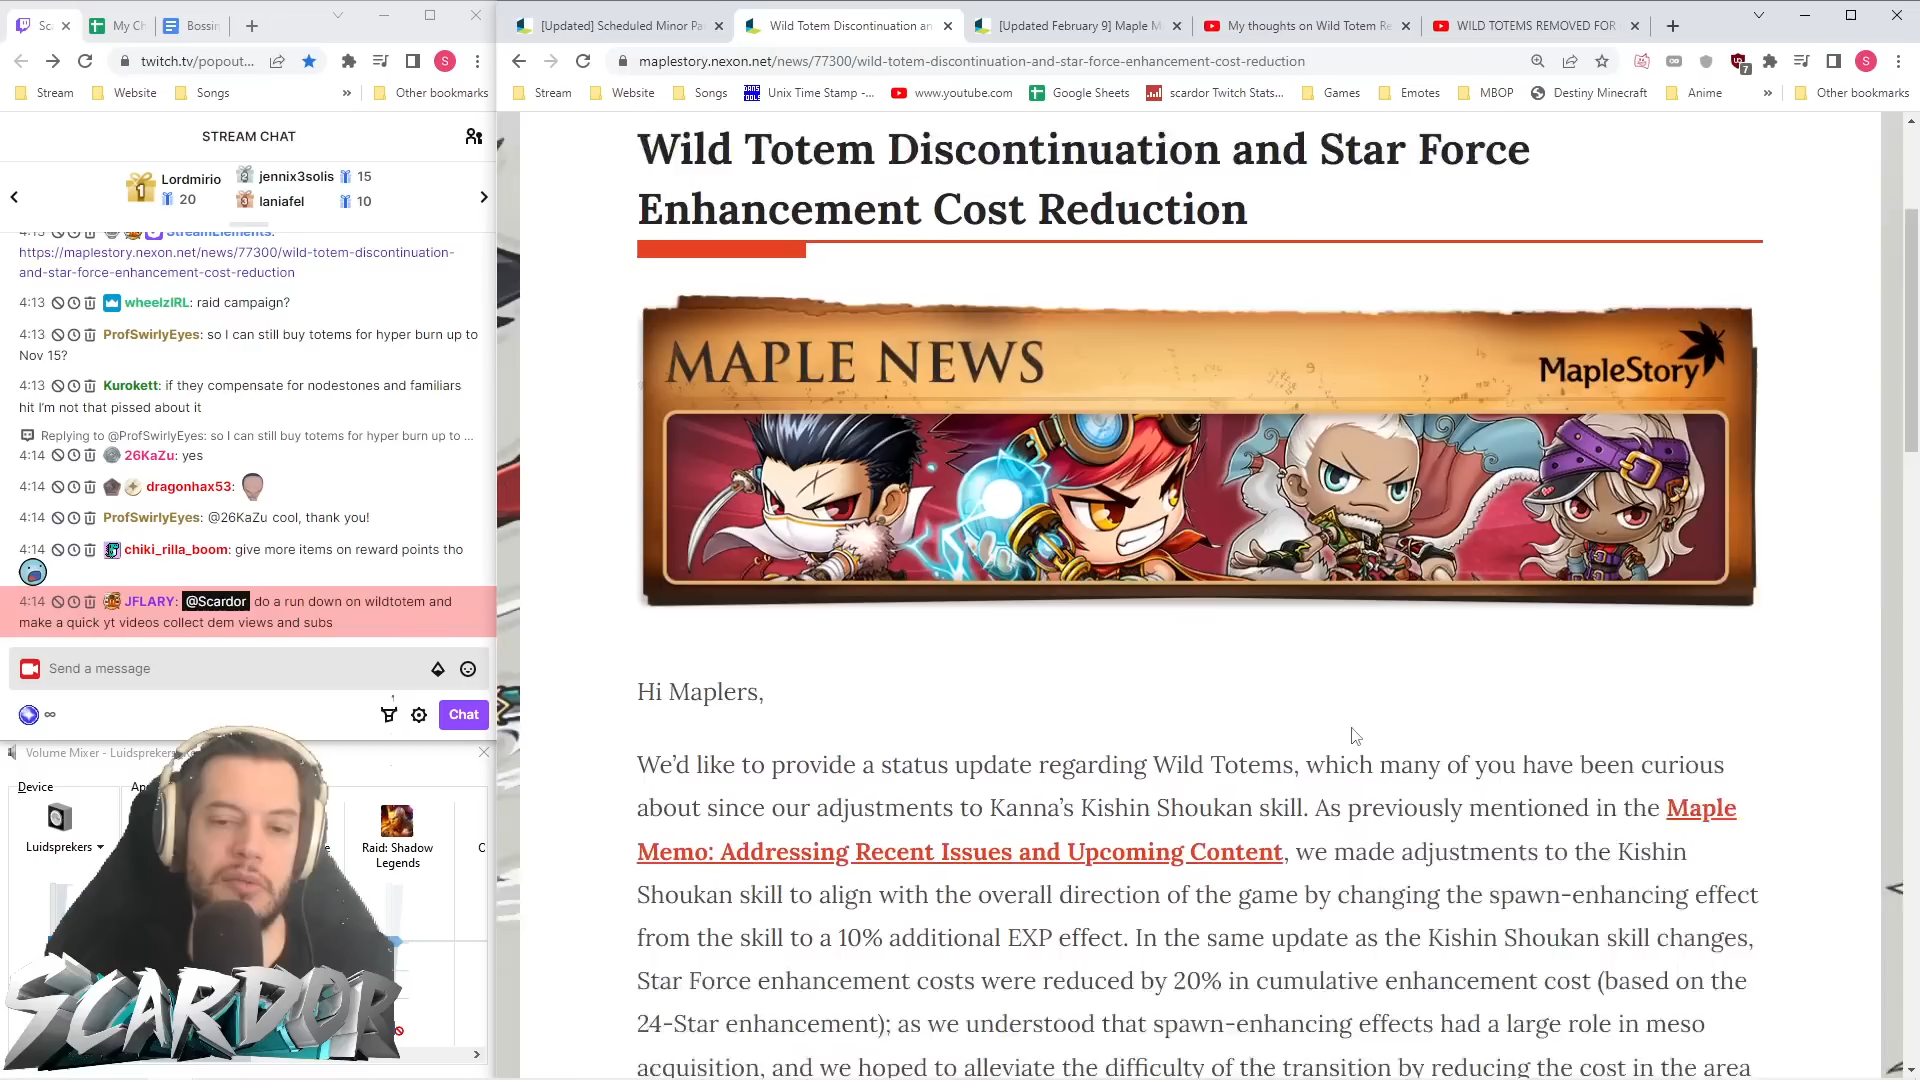 Sc
My Ch
Bossin
twitch.tv/popout...
Stream
Website
Songs
»
Other bookmarks
STREAM CHAT
Lordmirio
20
jennix3solis 15
laniafel 10
4:13 StreamElements:
https://maplestory.nexon.net/news/77300/wild-totem-discontinuation-
and-star-force-enhancement-cost-reduction
4:13 wheelzIRL: raid campaign?
4:13 ProfSwirlyEyes: so I can still buy totems for hyper burn up to
Nov 15?
4:13 Kurokett: if they compensate for nodestones and familiars
hit I'm not that pissed about it
Replying to @ProfSwirlyEyes: so I can still buy totems for hyper burn up to ...
4:14 26KaZu: yes
4:14 dragonhax53:
4:14 ProfSwirlyEyes: @26KaZu cool, thank you!
4:14 chiki_rilla_boom: give more items on reward points tho
4:14 JFLARY: @Scardor do a run down on wildtotem and
make a quick yt videos collect dem views and subs
Send a message
∞
Chat
Volume Mixer - Luidsprekers
Device
Luidsprekers
Raid: Shadow
Legends
SCARDOR
[Updated] Scheduled Minor Pa
Wild Totem Discontinuation an
[Updated February 9] Maple M
My thoughts on Wild Totem Re
WILD TOTEMS REMOVED FOR
maplestory.nexon.net/news/77300/wild-totem-discontinuation-and-star-force-enhancement-cost-reduction
7
S
Stream
Website
Songs
Unix Time Stamp -...
www.youtube.com
Google Sheets
scardor Twitch Stats...
Games
Emotes
MBOP
Destiny Minecraft
Anime
»
Other bookmarks
Wild Totem Discontinuation and Star Force
Enhancement Cost Reduction
MAPLE NEWS
MapleStory
Hi Maplers,
We'd like to provide a status update regarding Wild Totems, which many of you have been curious
about since our adjustments to Kanna's Kishin Shoukan skill. As previously mentioned in the Maple
Memo: Addressing Recent Issues and Upcoming Content, we made adjustments to the Kishin
Shoukan skill to align with the overall direction of the game by changing the spawn-enhancing effect
from the skill to a 10% additional EXP effect. In the same update as the Kishin Shoukan skill changes,
Star Force enhancement costs were reduced by 20% in cumulative enhancement cost (based on the
24-Star enhancement); as we understood that spawn-enhancing effects had a large role in meso
acquisition, and we hoped to alleviate the difficulty of the transition by reducing the cost in the area